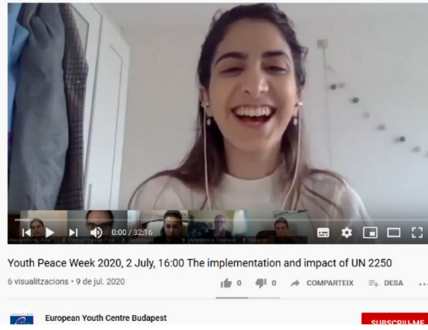 0:00 / 32:16
Youth Peace Week 2020, 2 July, 16:00 The implementation and impact of UN 2250
6 visualitzacions • 9 de jul. 2020
0
0
COMPARTEIX
DESA
European Youth Centre Budapest
SUBSCRIU-ME